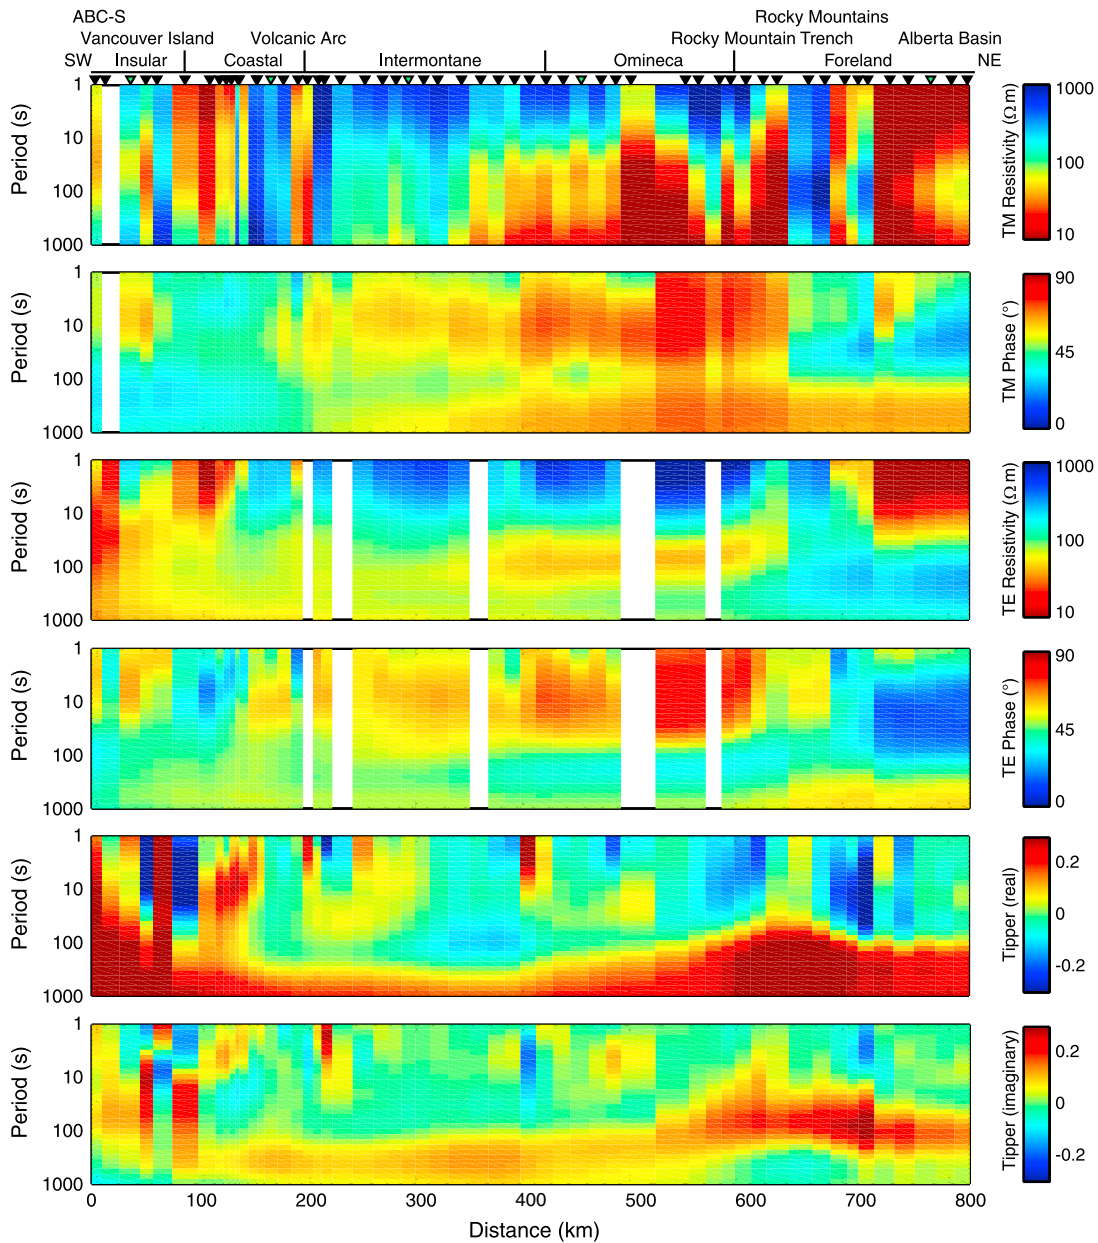 ABC-S
Rocky Mountains
Vancouver Island Volcanic Arc Rocky Mountain Trench Alberta Basin
SW Insular Coastal Intermontane Omineca Foreland NE
Period (s)
1
10
100
1000
TM Resistivity (Ω m)
1000
100
10
Period (s)
1
10
100
1000
TM Phase (°)
90
45
0
Period (s)
1
10
100
1000
TE Resistivity (Ω m)
1000
100
10
Period (s)
1
10
100
1000
TE Phase (°)
90
45
0
Period (s)
1
10
100
1000
Tipper (real)
0.2
0
-0.2
Period (s)
1
10
100
1000
Tipper (imaginary)
0.2
0
-0.2
0 100 200 300 400 500 600 700 800
Distance (km)